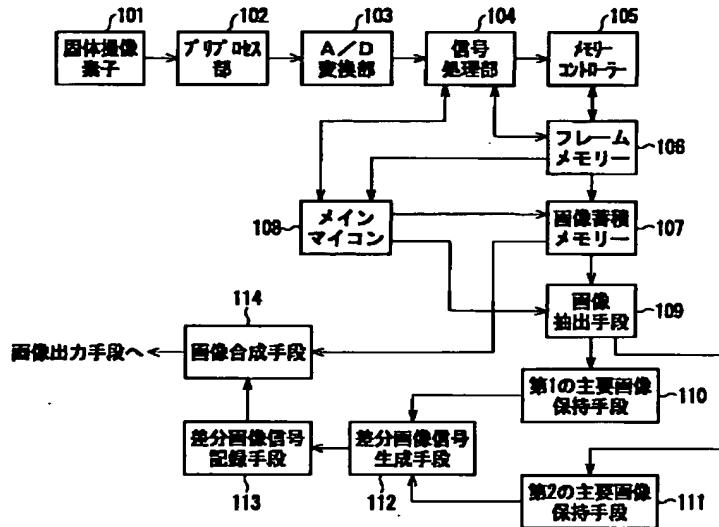 101
102
103
104
105
固体撮像
素子
プリプロセス
部
A/D
変換部
信号
処理部
メモリー
コントローラー
フレーム
メモリー
106
108
メイン
マイコン
画像蓄積
メモリー
107
114
画像
抽出手段
109
画像出力手段へ
画像合成手段
第1の主要画像
保持手段
110
差分画像信号
記録手段
113
差分画像信号
生成手段
112
第2の主要画像
保持手段
111